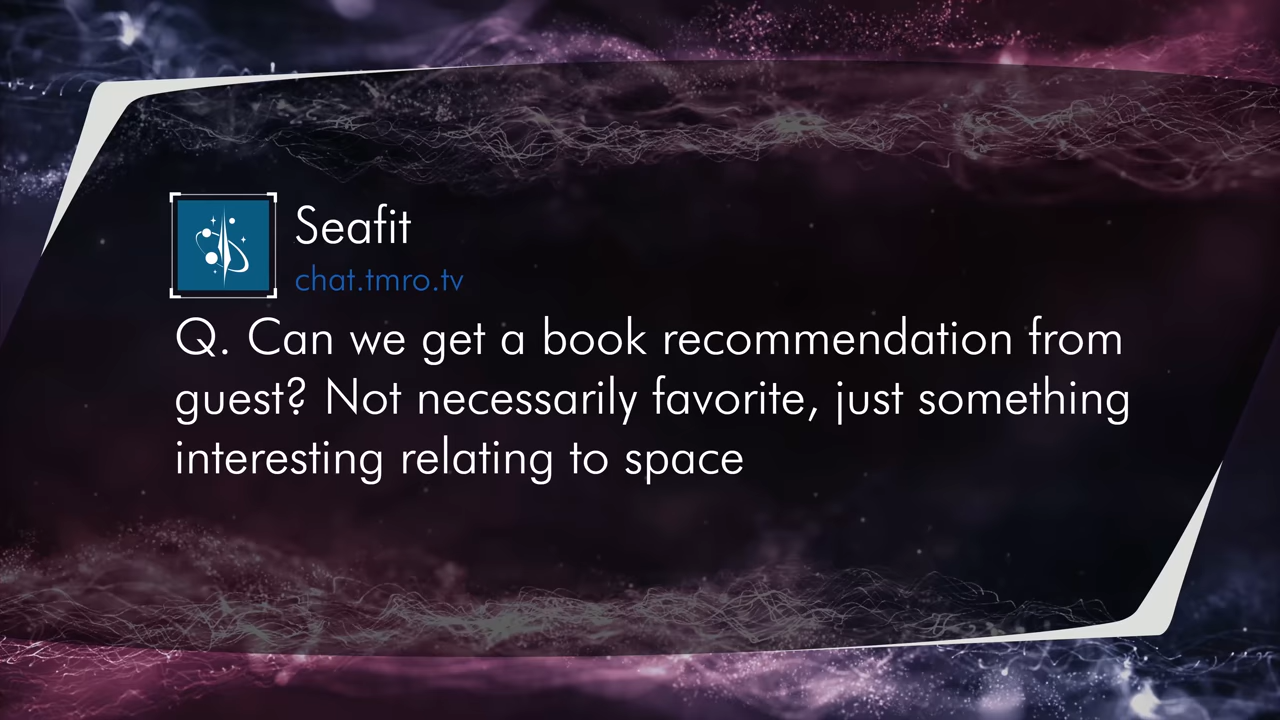 Seafit
chat.tmro.tv
Q. Can we get a book recommendation from
guest? Not necessarily favorite, just something
interesting relating to space